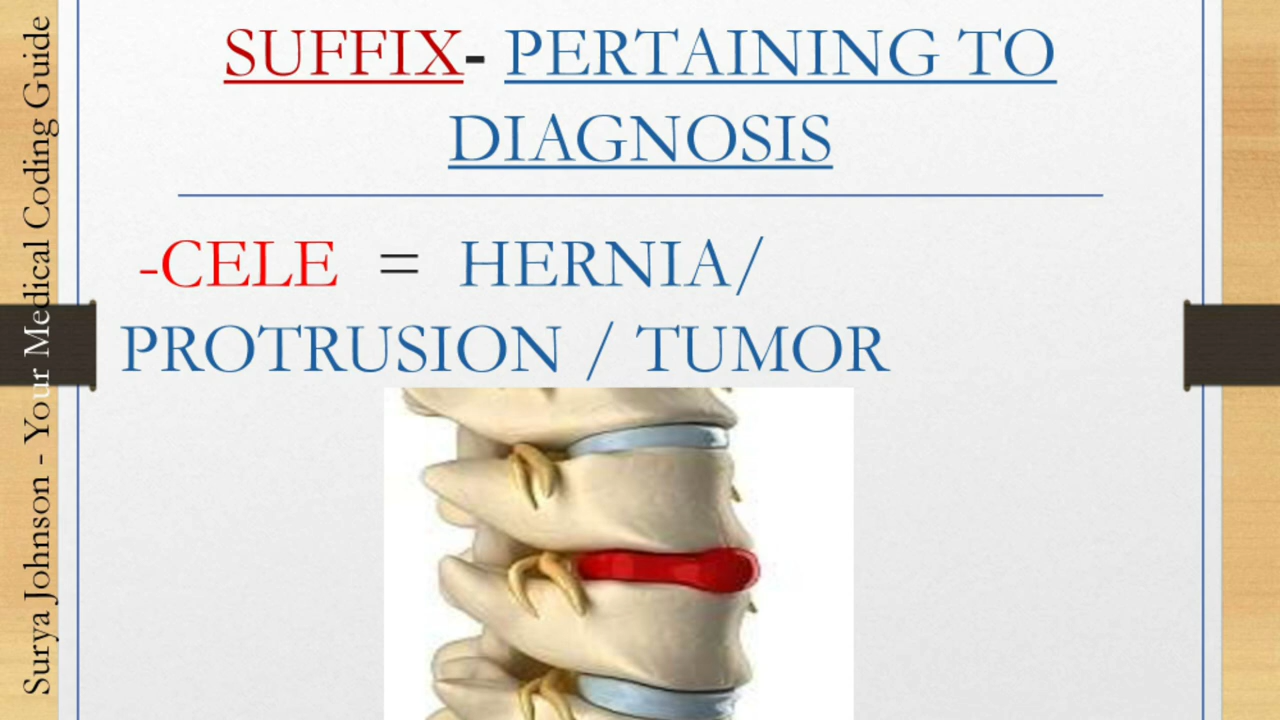 SUFFIX- PERTAINING TO
DIAGNOSIS
-CELE = HERNIA/
PROTRUSION / TUMOR
Surya Johnson - Your Medical Coding Guide